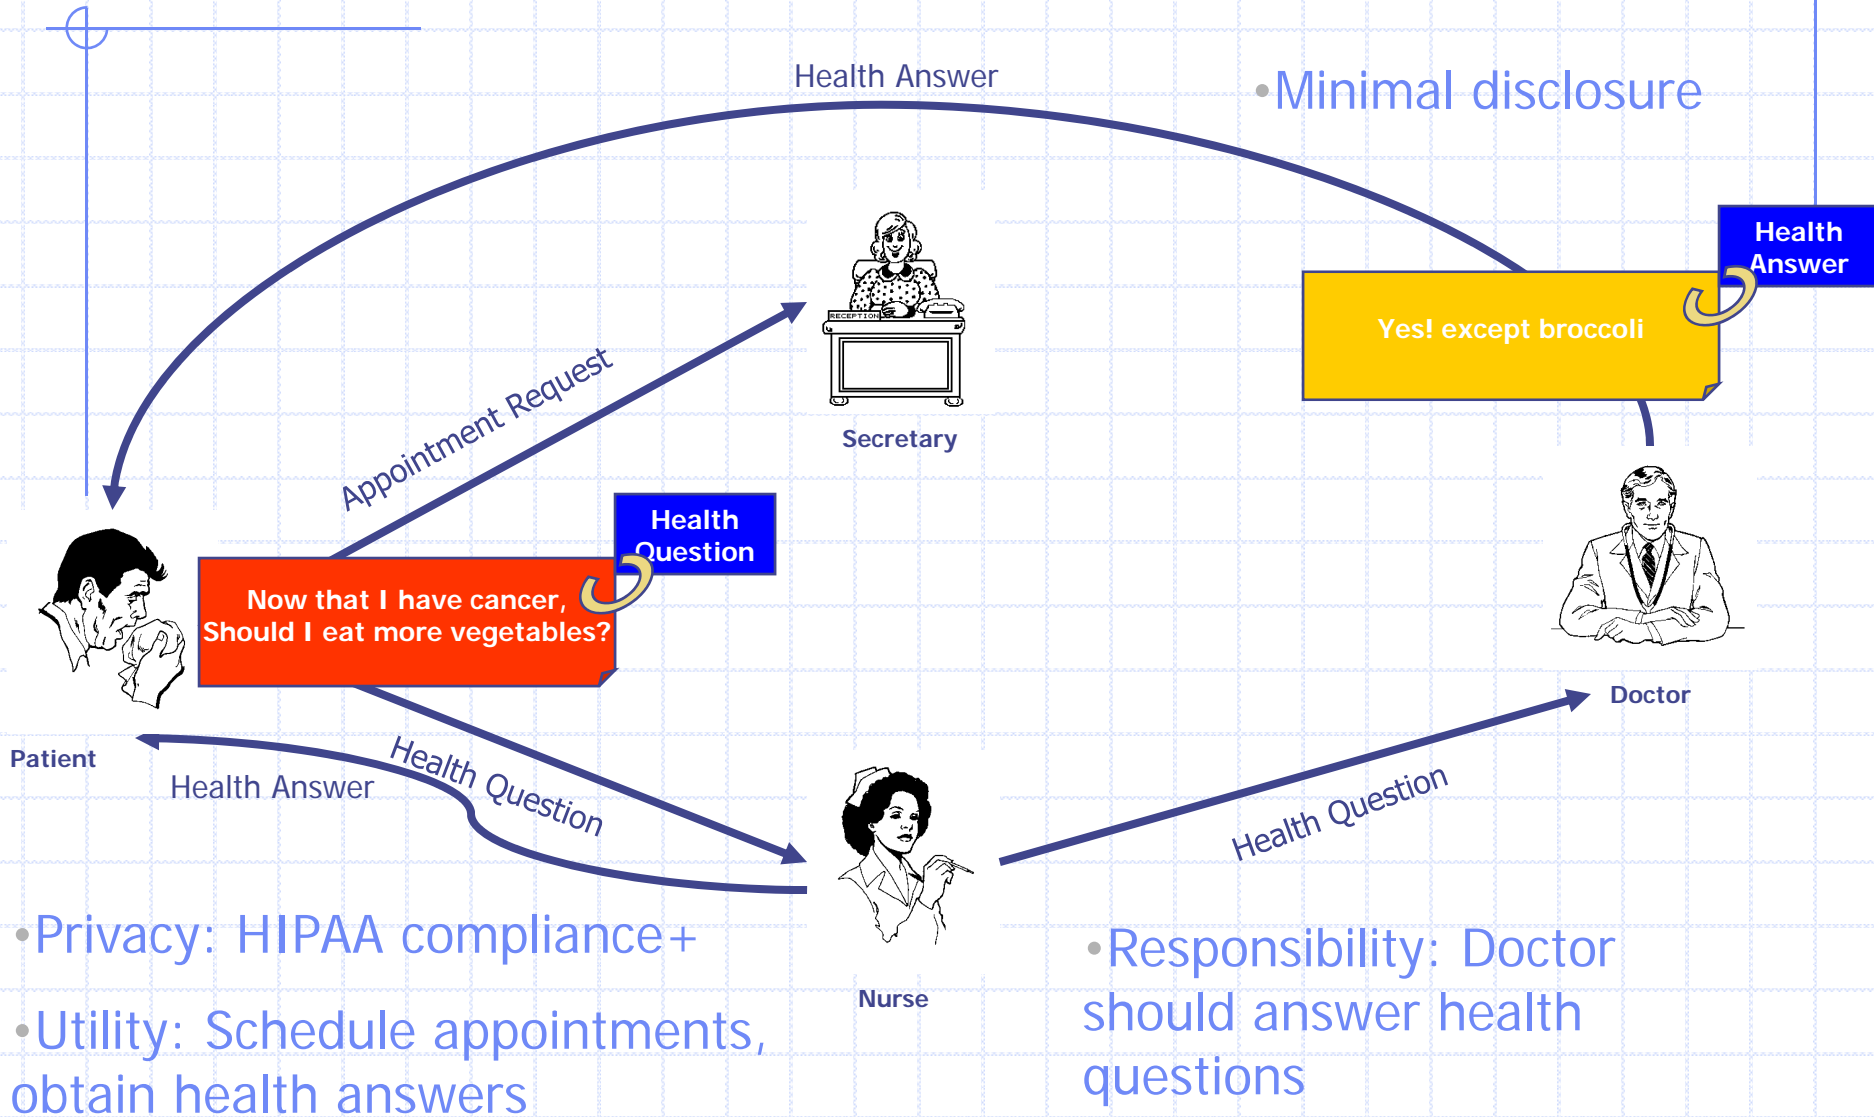 Health Answer
•Minimal disclosure
Health
Answer
Yes! except broccoli
RECEPTION
Secretary
Appointment Request
Health
Question
Now that I have cancer,
Should I eat more vegetables?
Doctor
Patient
Health Answer
Health Question
Health Question
Nurse
•Privacy: HIPAA compliance+
•Utility: Schedule appointments,
obtain health answers
•Responsibility: Doctor
should answer health
questions